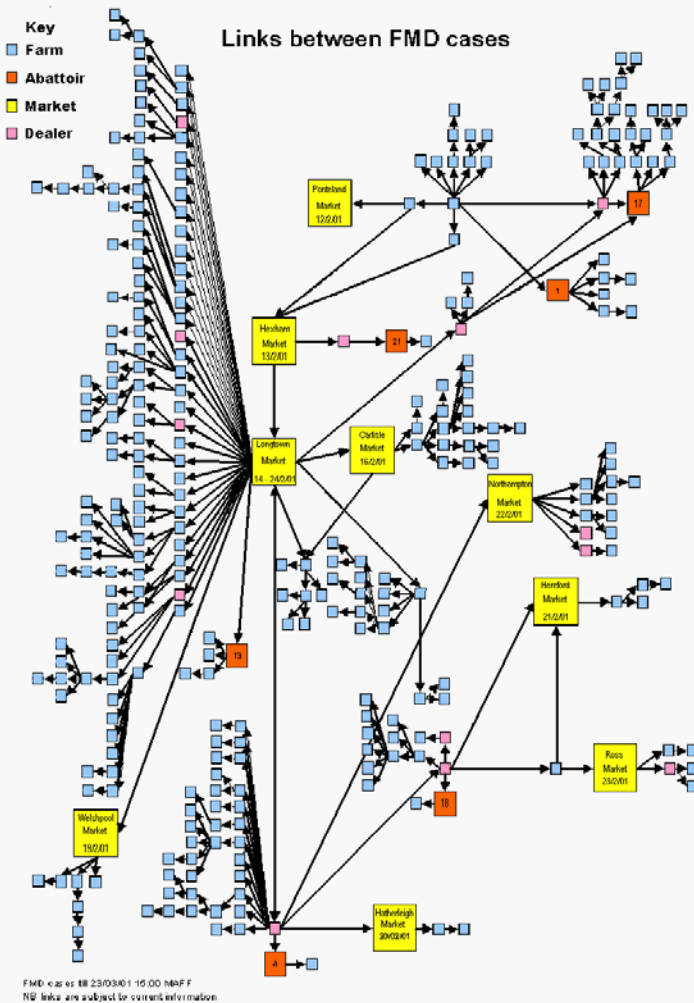 Links between FMD cases
Key
Farm
Abattoir
Market
Dealer
Ponteland
Market
12/2/01
17
1
Hexham
Market
13/2/01
21
Longtown
Market
14 - 24/2/01
Carlisle
Market
16/2/01
Northampton
Market
22/2/01
Hereford
Market
21/2/01
13
Ross
Market
23/2/01
18
Welchpool
Market
19/2/01
Hatherleigh
Market
20/02/01
4
FMD cases till 23/03/01 16:00 MAFF
NB links are subject to current information